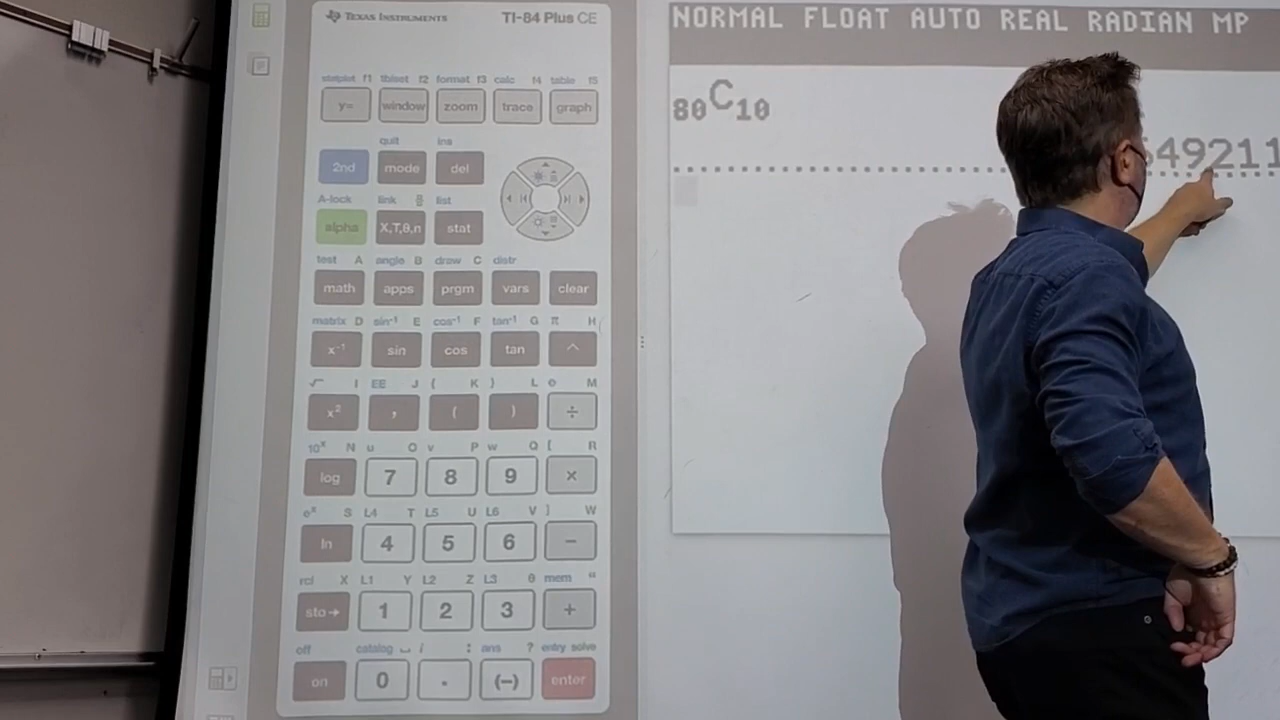 TEXAS INSTRUMENTS TI-84 Plus CE
statplot f1 tblset f2 format f3 calc f4 table f5
y= window zoom trace graph
quit ins
2nd mode del
A-lock link list
alpha X,T,θ,n stat
test A angle B draw C distr
math apps prgm vars clear
matrix D sin⁻¹ E cos⁻¹ F tan⁻¹ G π H
x⁻¹ sin cos tan ^
√ I EE J { K } L e M
x² , ( ) ÷
10ˣ N u O v P w Q [ R
log 7 8 9 ×
eˣ S L4 T L5 U L6 V ] W
ln 4 5 6 −
rcl X L1 Y L2 Z L3 θ mem "
sto→ 1 2 3 +
off catalog ⎵ i : ans ? entry solve
on 0 . (−) enter
NORMAL FLOAT AUTO REAL RADIAN MP
80C10
49211